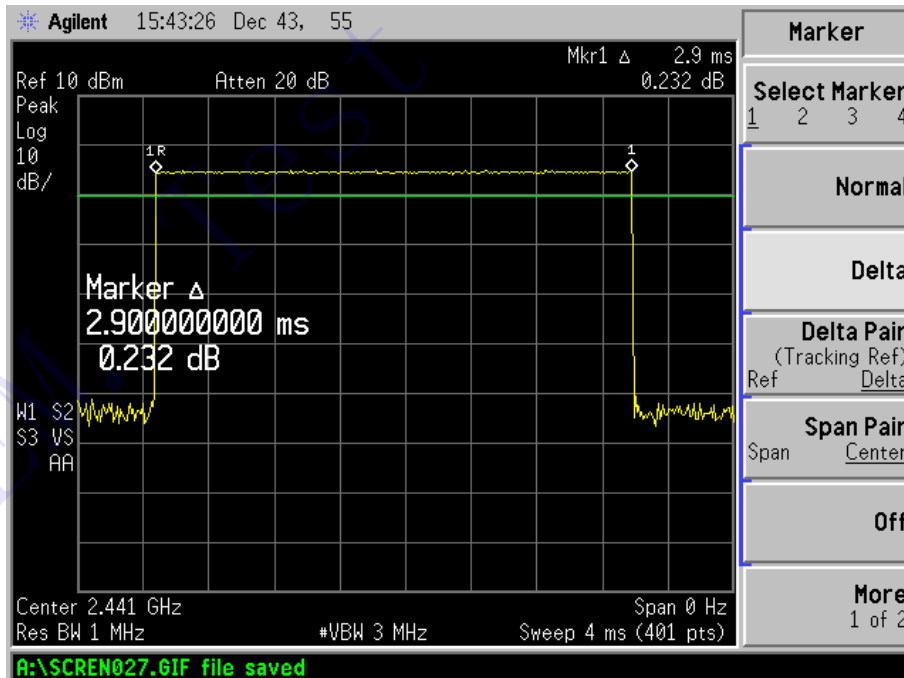 Agilent 15:43:26 Dec 43, 55
Marker
Mkr1 Δ 2.9 ms
Ref 10 dBm Atten 20 dB 0.232 dB
Peak
Log
10
dB/
Select Marker
1 2 3 4
1R
1
Normal
Delta
Marker Δ
2.900000000 ms
0.232 dB
Delta Pair
(Tracking Ref)
Ref Delta
W1 S2
S3 VS
AA
Span Pair
Span Center
Off
Center 2.441 GHz Span 0 Hz
Res BW 1 MHz #VBW 3 MHz Sweep 4 ms (401 pts)
More
1 of 2
A:\SCREN027.GIF file saved
Test